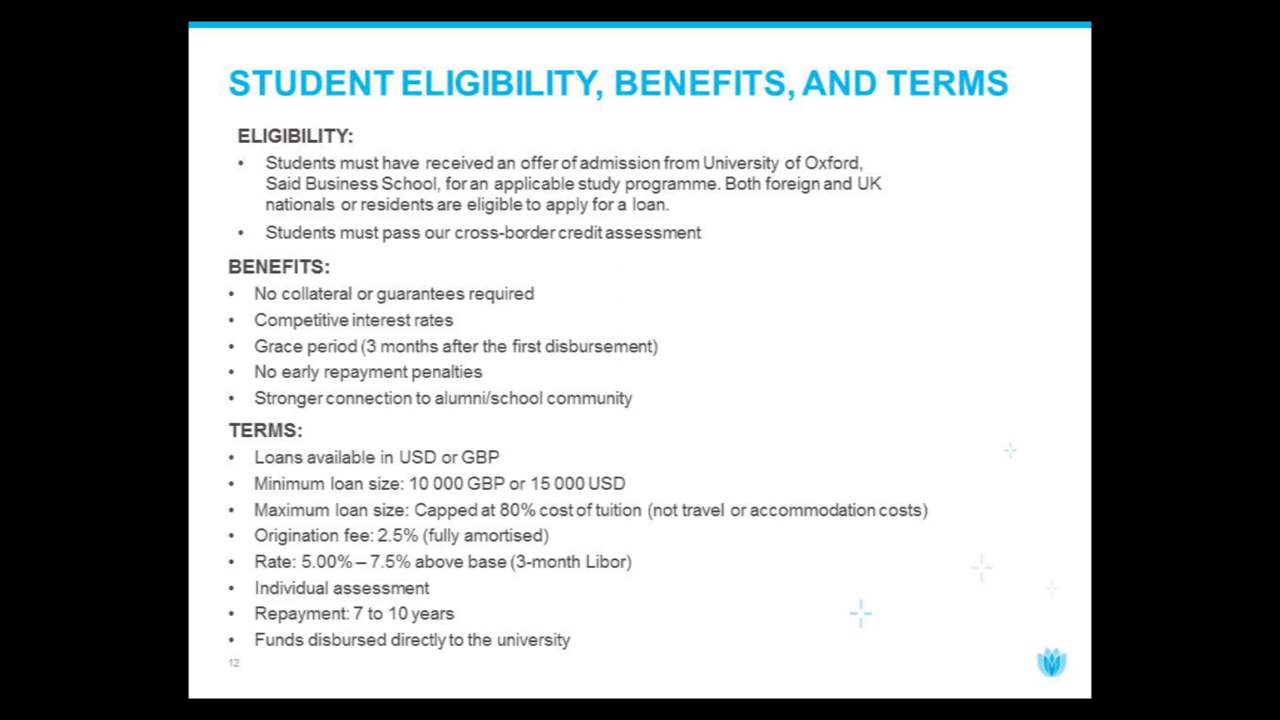 STUDENT ELIGIBILITY, BENEFITS, AND TERMS
ELIGIBILITY:
• Students must have received an offer of admission from University of Oxford,
Said Business School, for an applicable study programme. Both foreign and UK
nationals or residents are eligible to apply for a loan.
• Students must pass our cross-border credit assessment
BENEFITS:
• No collateral or guarantees required
• Competitive interest rates
• Grace period (3 months after the first disbursement)
• No early repayment penalties
• Stronger connection to alumni/school community
TERMS:
• Loans available in USD or GBP
• Minimum loan size: 10 000 GBP or 15 000 USD
• Maximum loan size: Capped at 80% cost of tuition (not travel or accommodation costs)
• Origination fee: 2.5% (fully amortised)
• Rate: 5.00% – 7.5% above base (3-month Libor)
• Individual assessment
• Repayment: 7 to 10 years
• Funds disbursed directly to the university
12